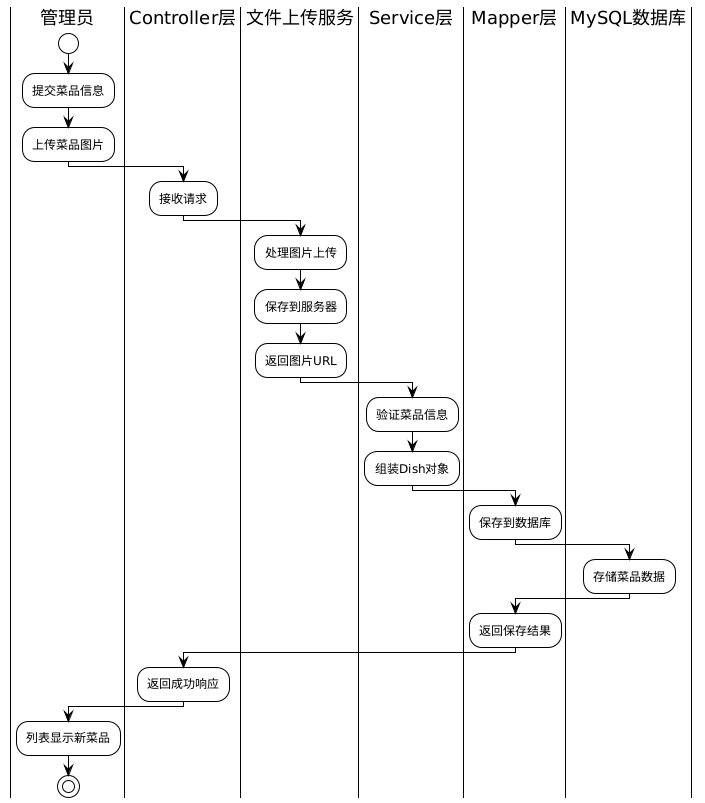 管理员
Controller层
文件上传服务
Service层
Mapper层
MySQL数据库
提交菜品信息
上传菜品图片
接收请求
处理图片上传
保存到服务器
返回图片URL
验证菜品信息
组装Dish对象
保存到数据库
存储菜品数据
返回保存结果
返回成功响应
列表显示新菜品